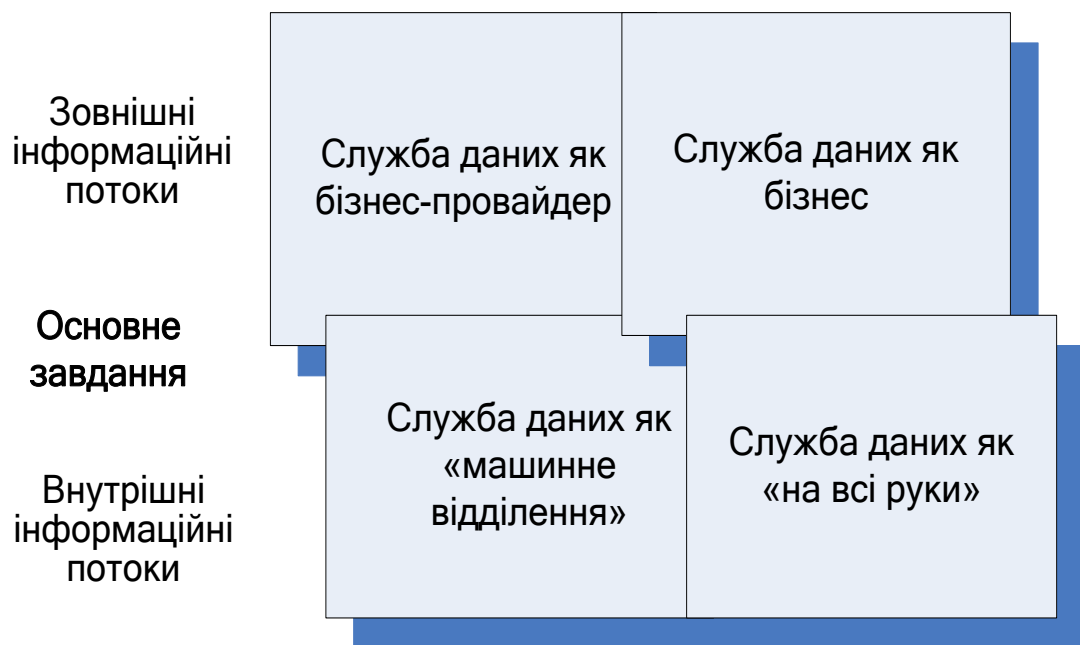 Зовнішні
інформаційні
потоки
Служба даних як
бізнес-провайдер
Служба даних як
бізнес
Основне
завдання
Внутрішні
інформаційні
потоки
Служба даних як
«машинне
відділення»
Служба даних як
«на всі руки»